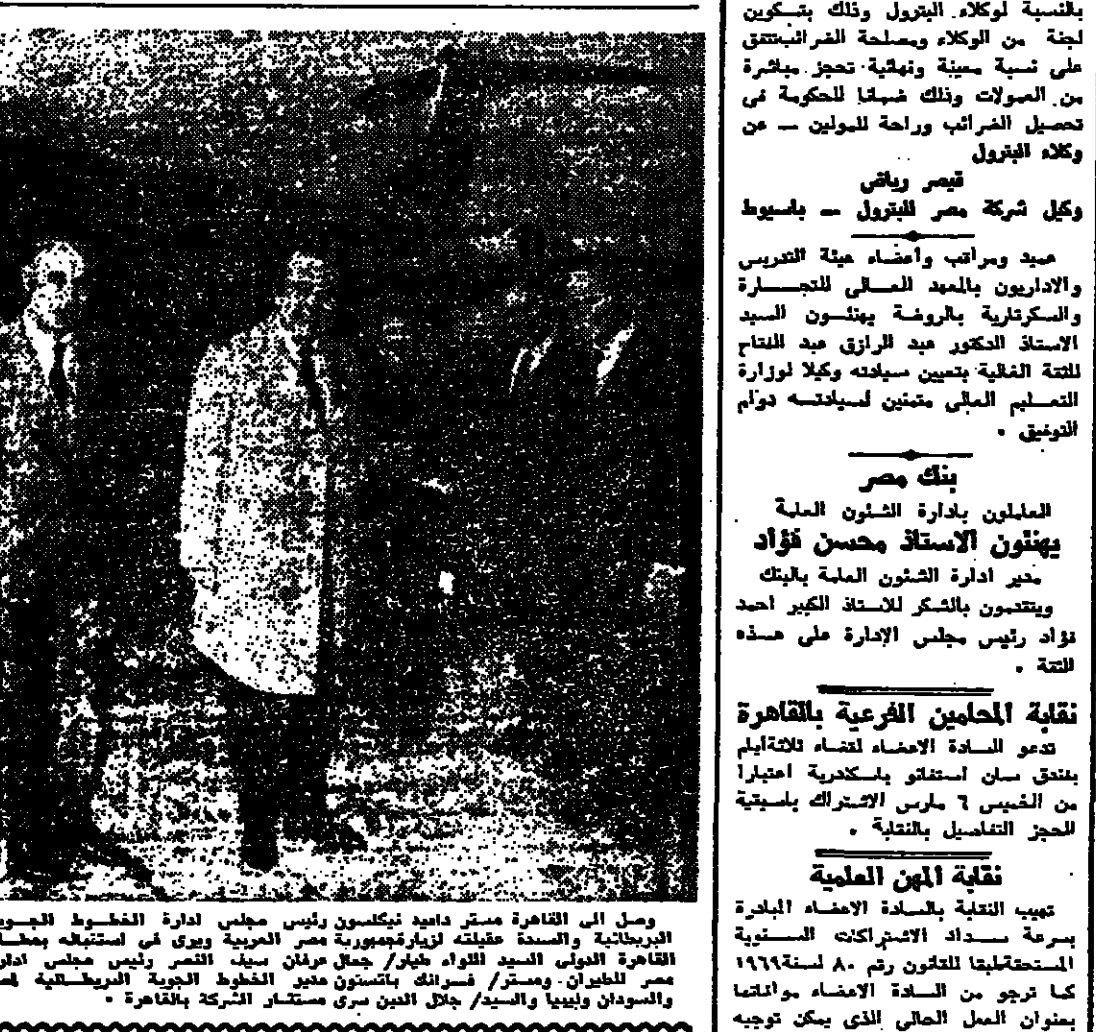 بالنسبة لوكلاء البترول وذلك بتكوين
لجنة من الوكلاء ومصلحة الضرائب تتفق
على نسبة معينة ونهائية تحجز مباشرة
من العمولات وذلك ضمانا للحكومة فى
تحصيل الضرائب وراحة للمولين — عن
وكلاء البترول
قيصر رياض
وكيل شركة مصر للبترول — باسيوط
عميد ومراقب وأعضاء هيئة التدريس
والاداريون بالمعهد العالى للتجارة
والسكرتارية بالروضة يهنئون السيد
الاستاذ الدكتور عبد الرازق عبد الفتاح
للثقة الغالية بتعيين سيادته وكيلا لوزارة
التعليم العالى متمنين لسيادته دوام
التوفيق .
بنك مصر
العاملون بادارة الشئون العامة
يهنئون الاستاذ محسن فؤاد
مدير ادارة الشئون العامة بالبنك
ويتقدمون بالشكر للاستاذ الكبير احمد
فؤاد رئيس مجلس الإدارة على هذه
الثقة .
نقابة المحامين الفرعية بالقاهرة
تدعو السادة الاعضاء لقضاء ثلاثة أيام
بفندق سان استفانو باسكندرية اعتبارا
من الخميس ٦ مارس الاشتراك باسبقية
الحجز التفاصيل بالنقابة .
نقابة المهن العلمية
تهيب النقابة بالسادة الاعضاء المبادرة
بسرعة سداد الاشتراكات السنوية
المستحقة طبقا للقانون رقم ٨٠ لسنة ١٩٦٩
كما ترجو من السادة الاعضاء موافاتها
بعنوان العمل الحالى الذى يمكن توجيه
وصل الى القاهرة مستر دافيد نيكلسون رئيس مجلس ادارة الخطوط الجوية
البريطانية والسيدة عقيلته لزيارة جمهورية مصر العربية ويرى فى استقباله
القاهرة الدولى السيد اللواء طيار/ جمال عرفان سيف النصر رئيس مجلس
مصر للطيران . ومستر/ فرانك باتستون مدير الخطوط الجوية البريطانية
والسودان وليبيا والسيد/ جلال الدين سرى مستشار الشركة بالقاهرة .